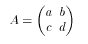 A = \begin{pmatrix} a & b \\ c & d \end{pmatrix}